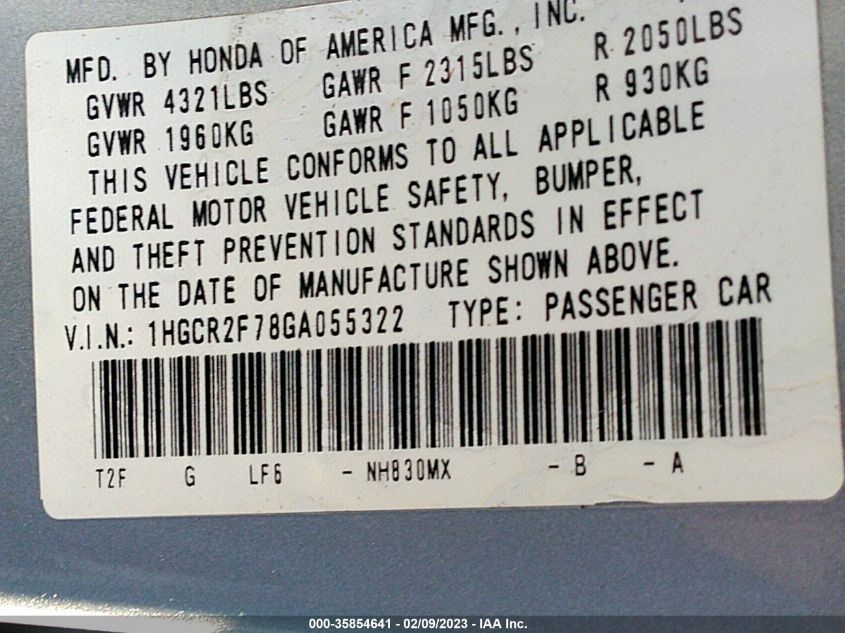 MFD. BY HONDA OF AMERICA MFG., INC.
GVWR 4321LBS GAWR F 2315LBS R 2050LBS
GVWR 1960KG GAWR F 1050KG R 930KG
THIS VEHICLE CONFORMS TO ALL APPLICABLE
FEDERAL MOTOR VEHICLE SAFETY, BUMPER,
AND THEFT PREVENTION STANDARDS IN EFFECT
ON THE DATE OF MANUFACTURE SHOWN ABOVE.
V.I.N.: 1HGCR2F78GA055322 TYPE: PASSENGER CAR
T2F G LF6 - NH830MX - B - A
000-35854641 - 02/09/2023 - IAA Inc.